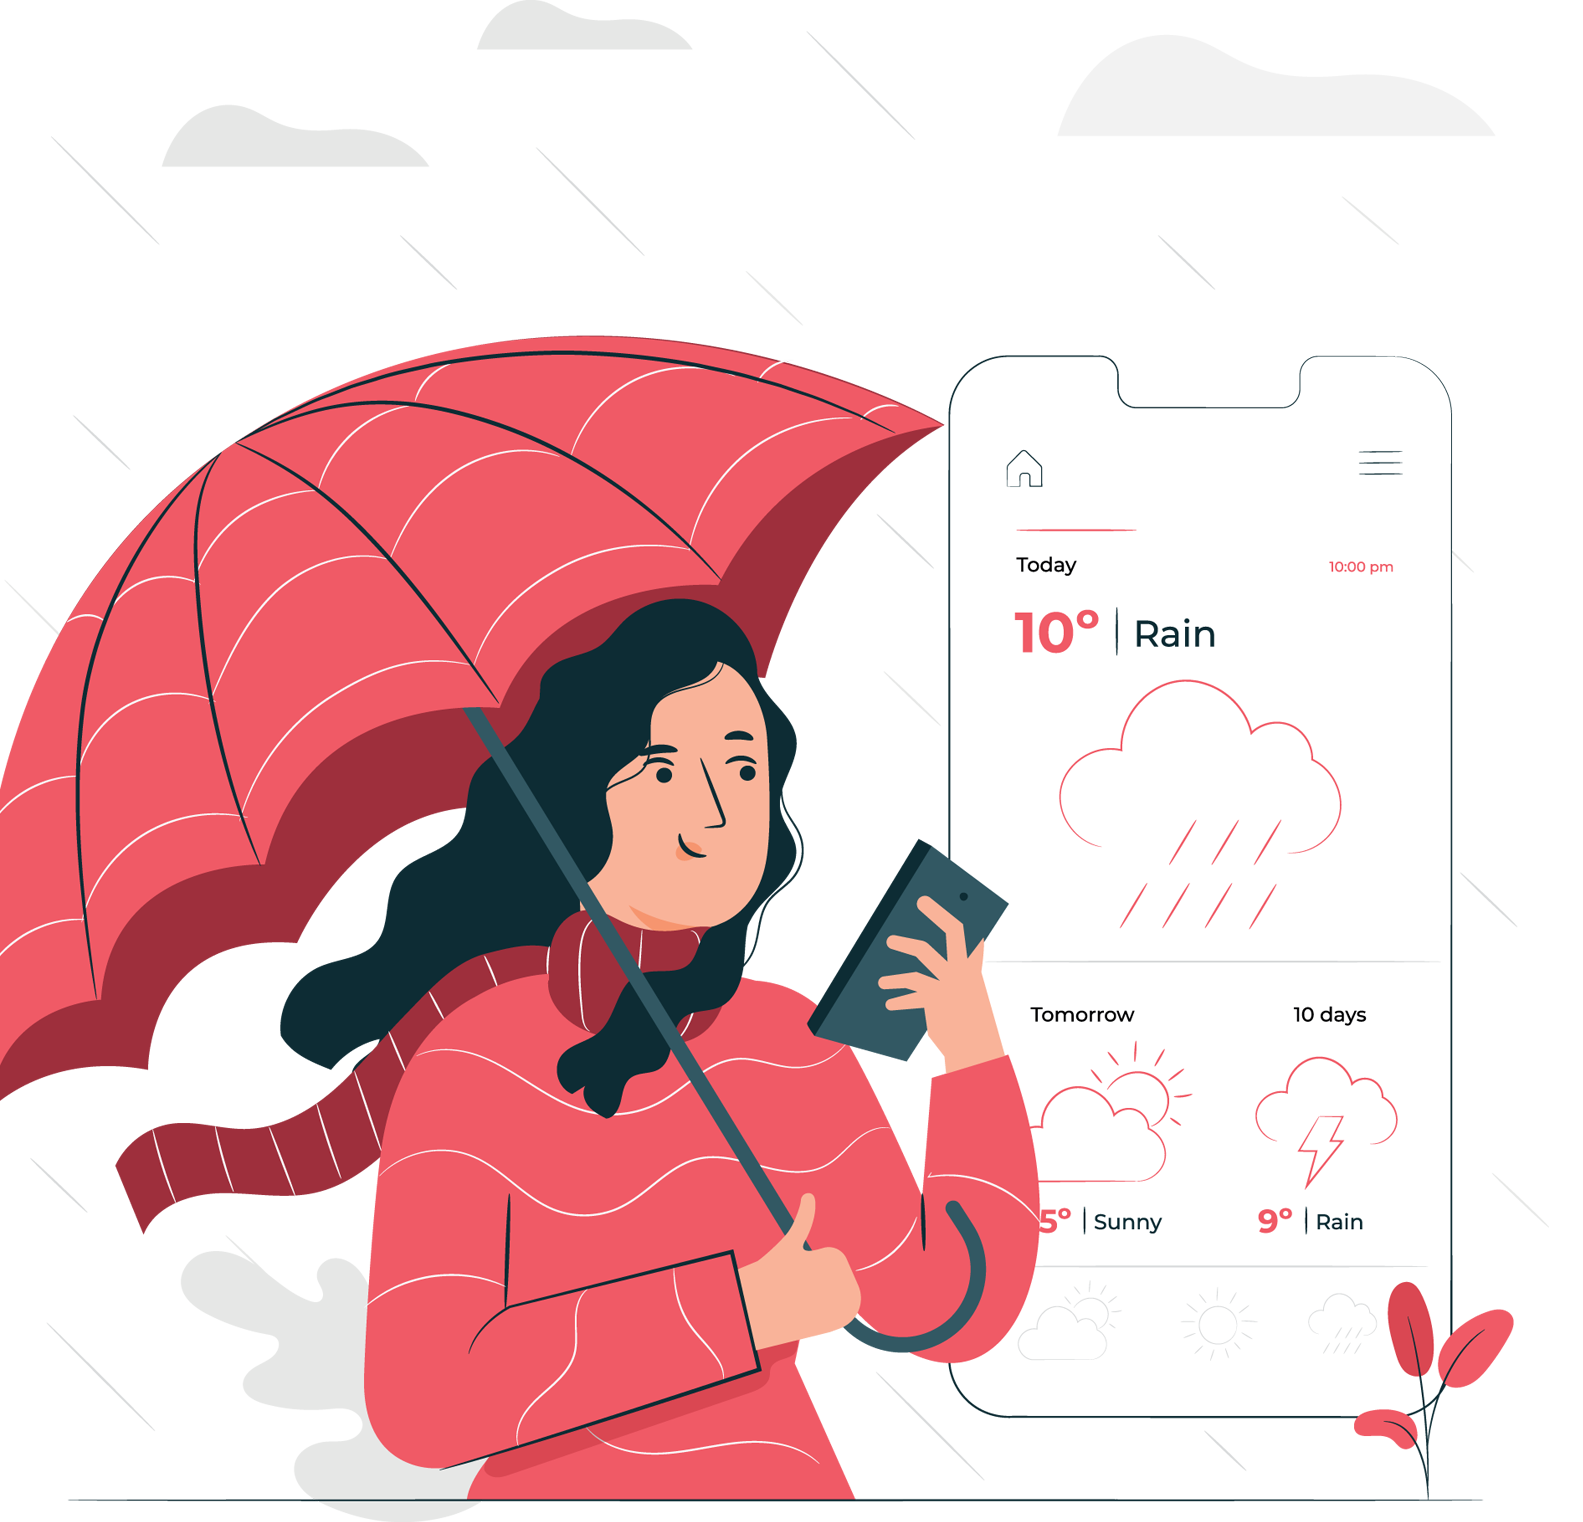 Today
10:00 pm
10° | Rain
Tomorrow
10 days
5° | Sunny
9° | Rain